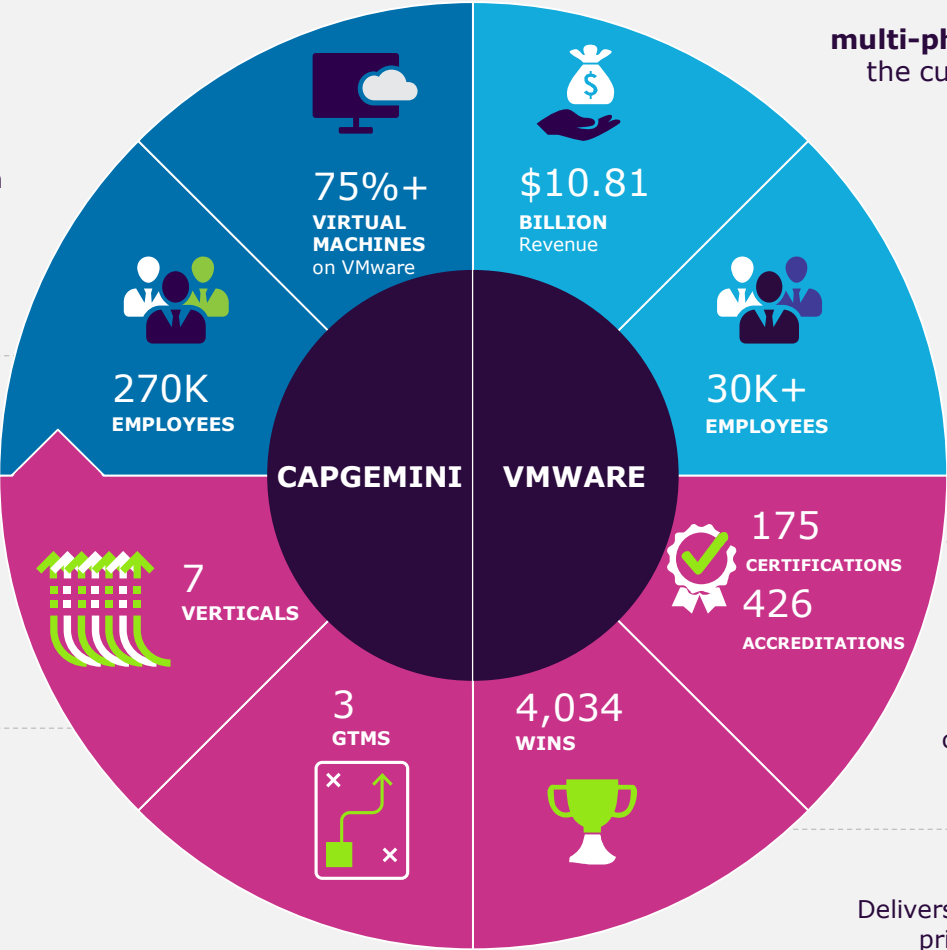 multi-ph
the cu
75%+
VIRTUAL
MACHINES
on VMware
$10.81
BILLION
Revenue
270K
EMPLOYEES
30K+
EMPLOYEES
CAPGEMINI
VMWARE
7
VERTICALS
175
CERTIFICATIONS
426
ACCREDITATIONS
3
GTMS
4,034
WINS
Delivers
pri